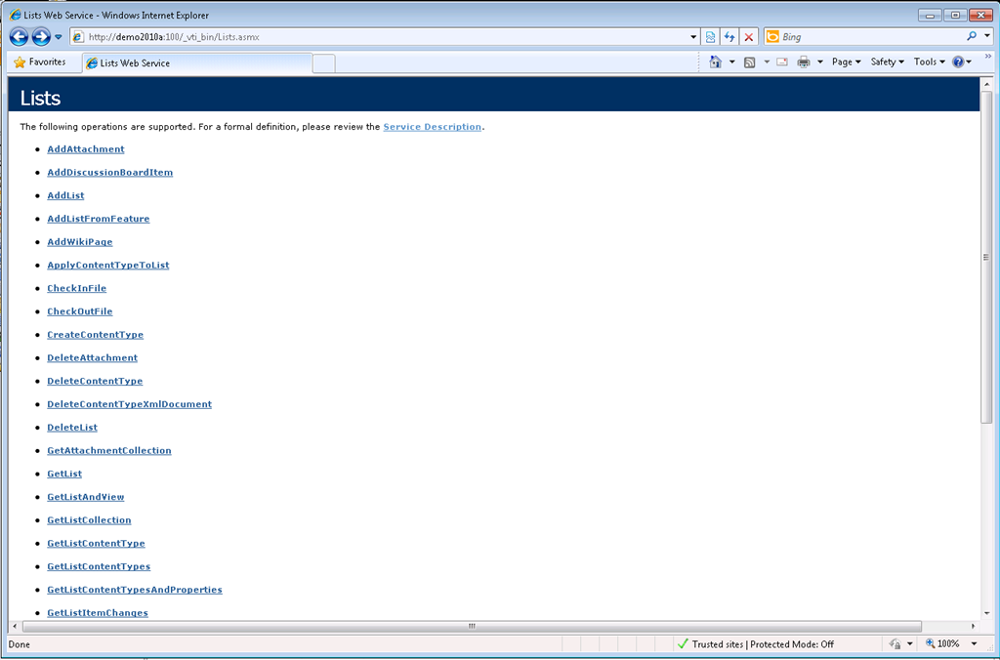 Lists Web Service - Windows Internet Explorer
http://demo2010a:100/_vti_bin/Lists.asmx
Bing
Favorites
Lists Web Service
Page
Safety
Tools
Lists
The following operations are supported. For a formal definition, please review the Service Description.
AddAttachment
AddDiscussionBoardItem
AddList
AddListFromFeature
AddWikiPage
ApplyContentTypeToList
CheckInFile
CheckOutFile
CreateContentType
DeleteAttachment
DeleteContentType
DeleteContentTypeXmlDocument
DeleteList
GetAttachmentCollection
GetList
GetListAndView
GetListCollection
GetListContentType
GetListContentTypes
GetListContentTypesAndProperties
GetListItemChanges
Done
Trusted sites | Protected Mode: Off
100%